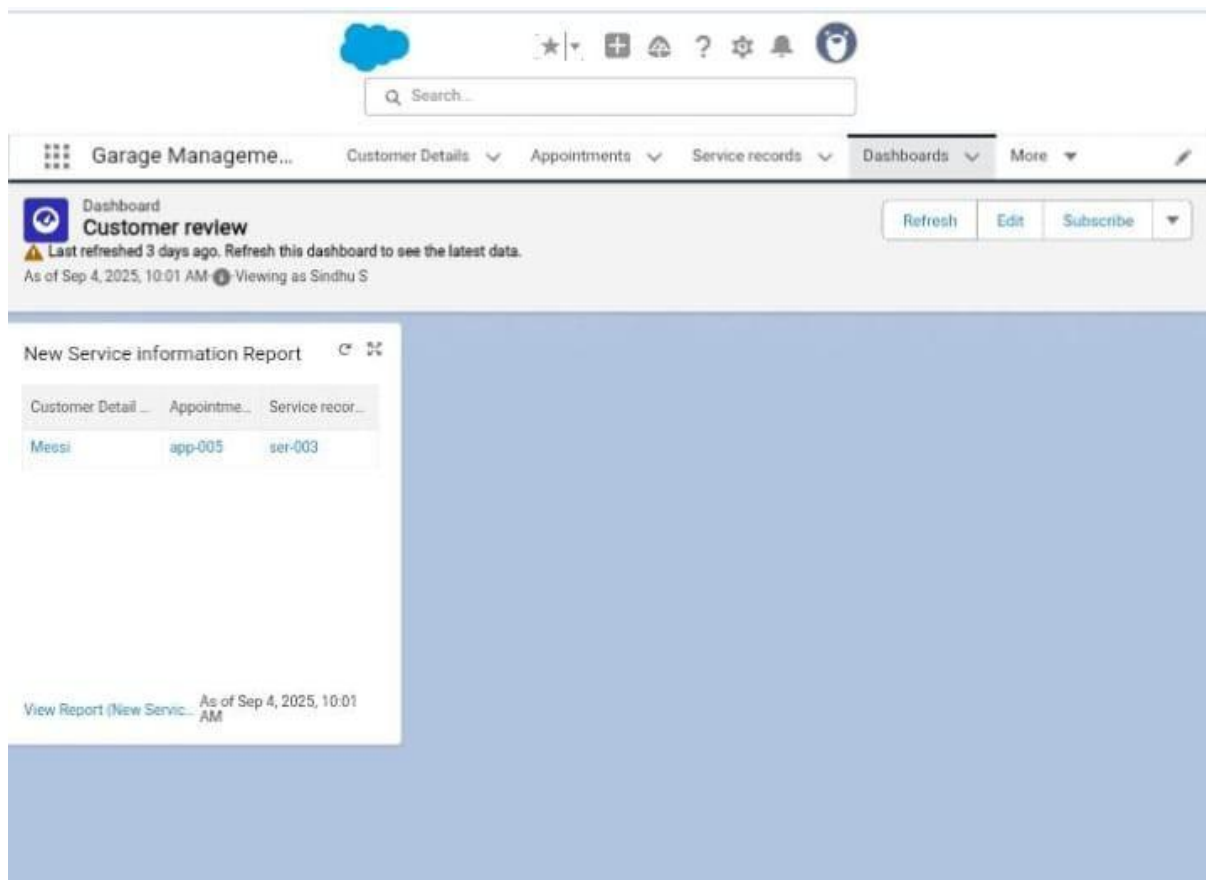 Search...
Garage Manageme... Customer Details Appointments Service records Dashboards More
Dashboard
Customer review
Last refreshed 3 days ago. Refresh this dashboard to see the latest data.
As of Sep 4, 2025, 10:01 AM Viewing as Sindhu S
Refresh Edit Subscribe
New Service information Report
Customer Detail ... Appointme... Service recor...
Messi app-005 ser-003
View Report (New Servic... As of Sep 4, 2025, 10:01
AM